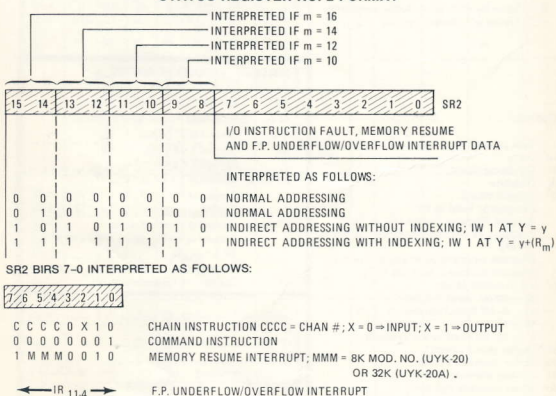 INTERPRETED IF m = 16
INTERPRETED IF m = 14
INTERPRETED IF m = 12
INTERPRETED IF m = 10
15 14 13 12 11 10 9 8 7 6 5 4 3 2 1 0 SR2
I/O INSTRUCTION FAULT, MEMORY RESUME
AND F.P. UNDERFLOW/OVERFLOW INTERRUPT DATA
INTERPRETED AS FOLLOWS:
0 0 0 0 0 0 0 0 NORMAL ADDRESSING
0 1 0 1 0 1 0 1 NORMAL ADDRESSING
1 0 1 0 1 0 1 0 INDIRECT ADDRESSING WITHOUT INDEXING; IW 1 AT Y = y
1 1 1 1 1 1 1 1 INDIRECT ADDRESSING WITH INDEXING; IW 1 AT Y = y+(Rm)
SR2 BIRS 7-0 INTERPRETED AS FOLLOWS:
7 6 5 4 3 2 1 0
C C C C 0 X 1 0 CHAIN INSTRUCTION CCCC = CHAN #; X = 0 ⇒ INPUT; X = 1 ⇒ OUTPUT
0 0 0 0 0 0 0 1 COMMAND INSTRUCTION
1 M M M 0 0 1 0 MEMORY RESUME INTERRUPT; MMM = 8K MOD. NO. (UYK-20)
OR 32K (UYK-20A) .
IR 11-4 F.P. UNDERFLOW/OVERFLOW INTERRUPT